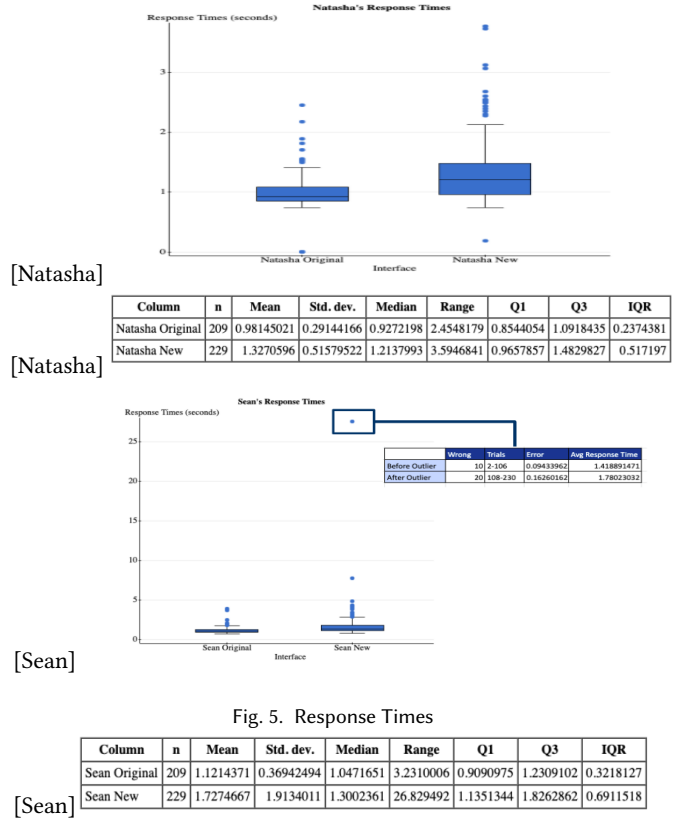 Natasha's Response Times
Response Times (seconds)
3
2
1
0
Natasha Original Natasha New
Interface
[Natasha]
Column n Mean Std. dev. Median Range Q1 Q3 IQR
Natasha Original 209 0.98145021 0.29144166 0.9272198 2.4548179 0.8544054 1.0918435 0.2374381
Natasha New 229 1.3270596 0.51579522 1.2137993 3.5946841 0.9657857 1.4829827 0.517197
[Natasha]
Sean's Response Times
Response Times (seconds)
25
20
15
10
5
0
Wrong Trials Error Avg Response Time
Before Outlier 10 2-106 0.09433962 1.418891471
After Outlier 20 108-230 0.16260162 1.78023032
Sean Original Sean New
Interface
[Sean]
Fig. 5. Response Times
Column n Mean Std. dev. Median Range Q1 Q3 IQR
Sean Original 209 1.1214371 0.36942494 1.0471651 3.2310006 0.9090975 1.2309102 0.3218127
Sean New 229 1.7274667 1.9134011 1.3002361 26.829492 1.1351344 1.8262862 0.6911518
[Sean]